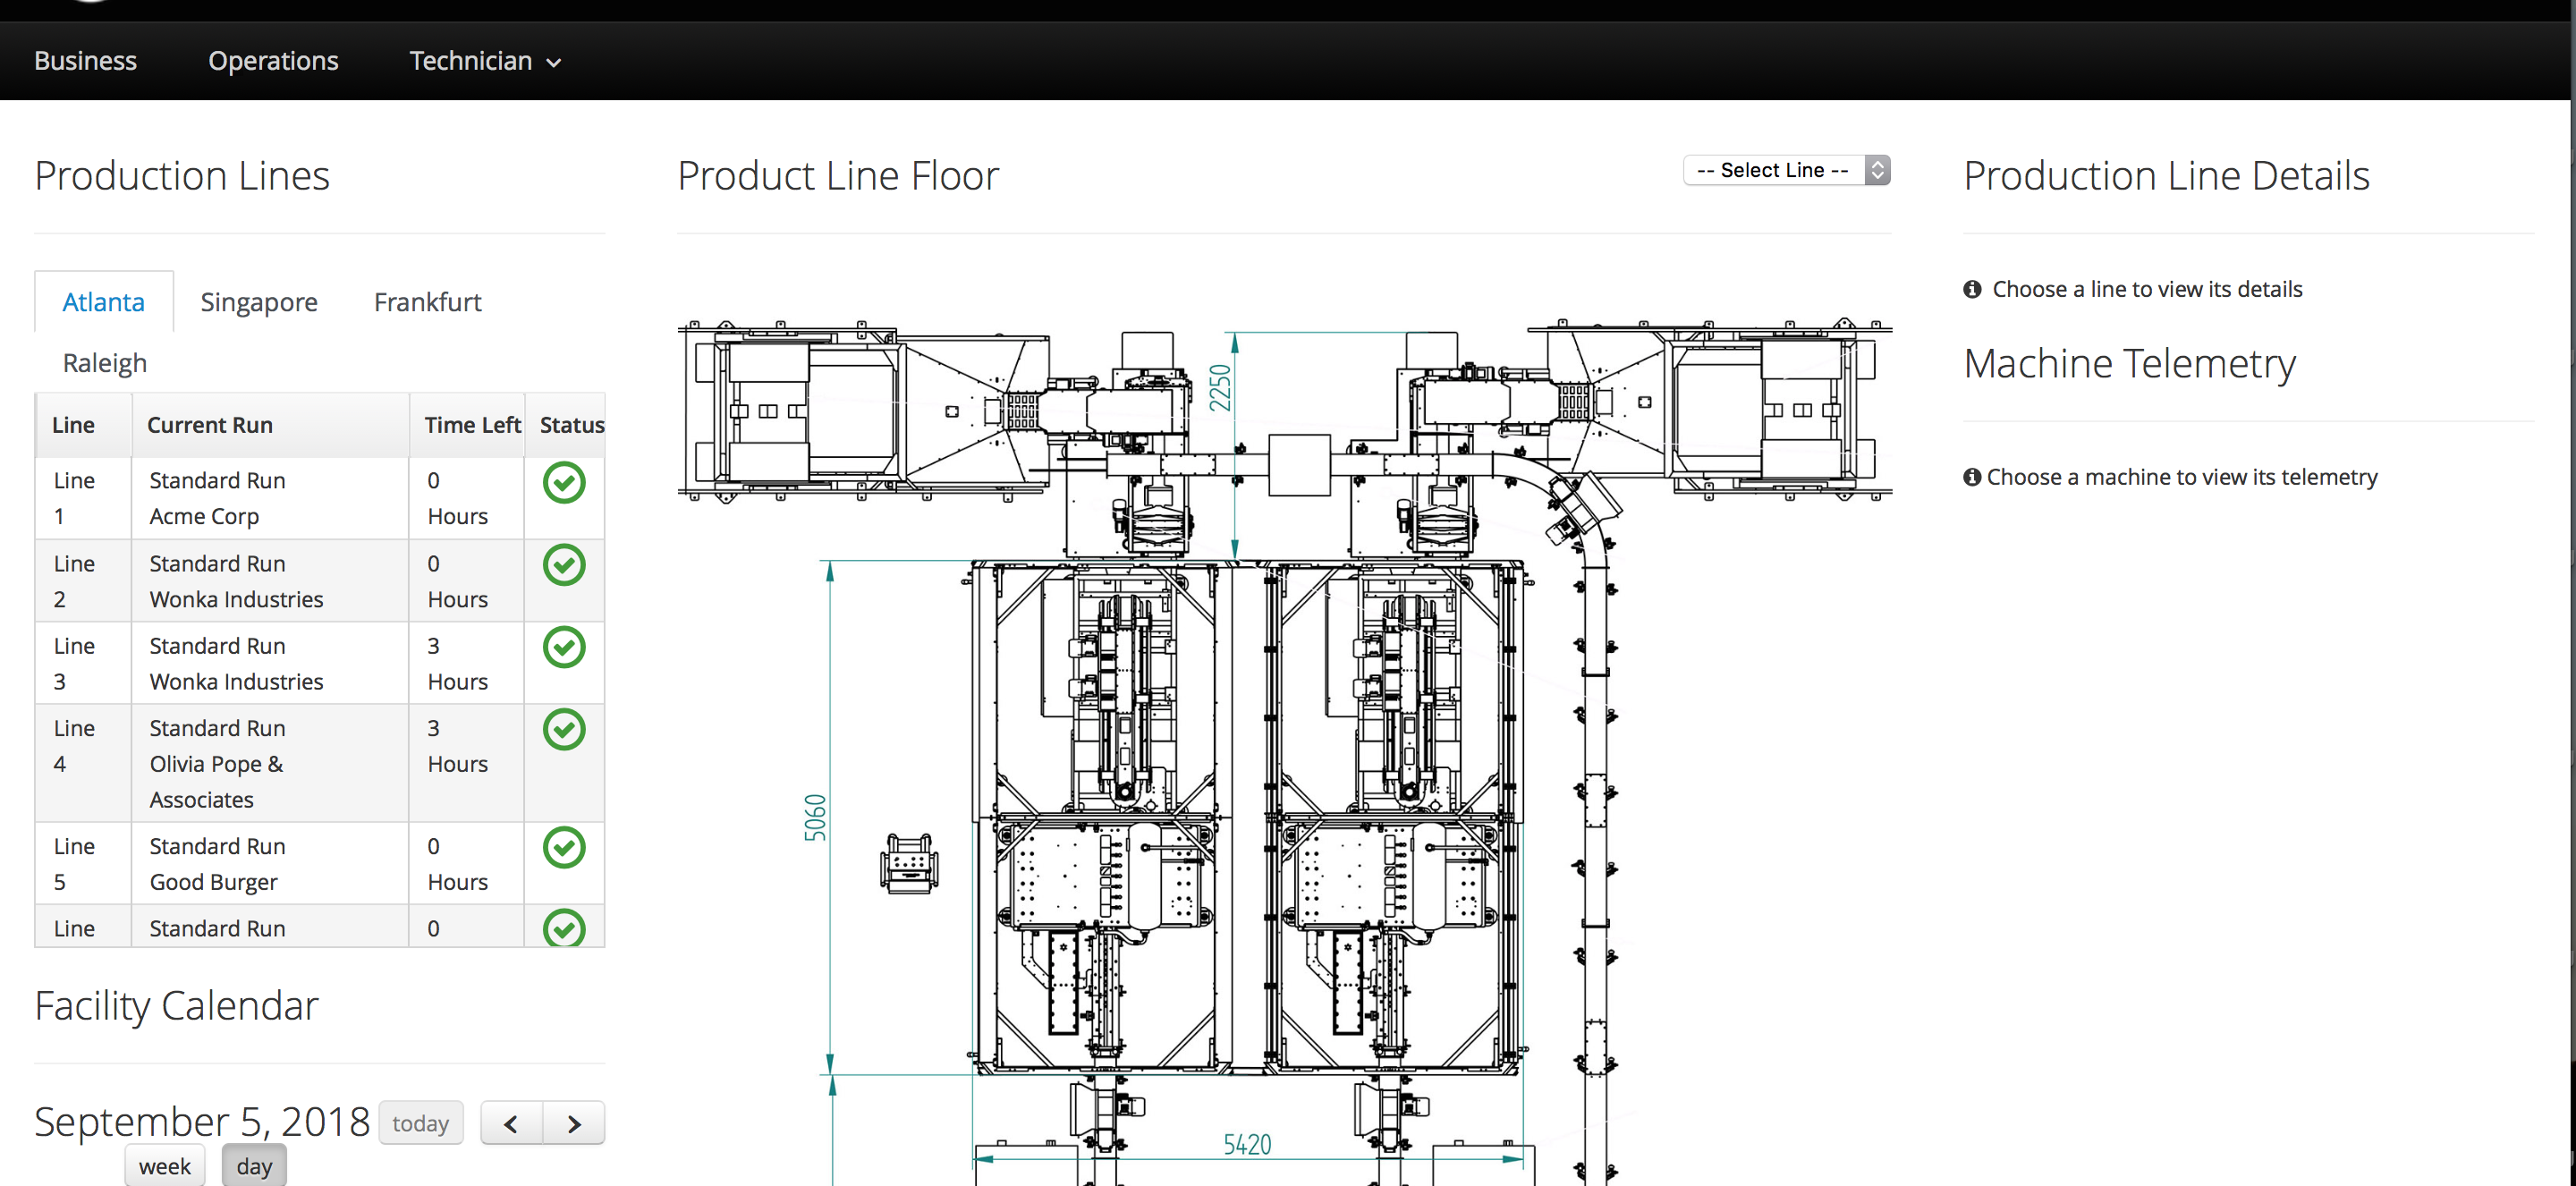 Business Operations Technician
Production Lines
Atlanta Singapore Frankfurt
Raleigh
Line Current Run Time Left Status
Line 1 Standard Run Acme Corp 0 Hours
Line 2 Standard Run Wonka Industries 0 Hours
Line 3 Standard Run Wonka Industries 3 Hours
Line 4 Standard Run Olivia Pope & Associates 3 Hours
Line 5 Standard Run Good Burger 0 Hours
Line Standard Run 0
Facility Calendar
September 5, 2018 today
week day
Product Line Floor
-- Select Line --
2250
5060
5420
Production Line Details
Choose a line to view its details
Machine Telemetry
Choose a machine to view its telemetry